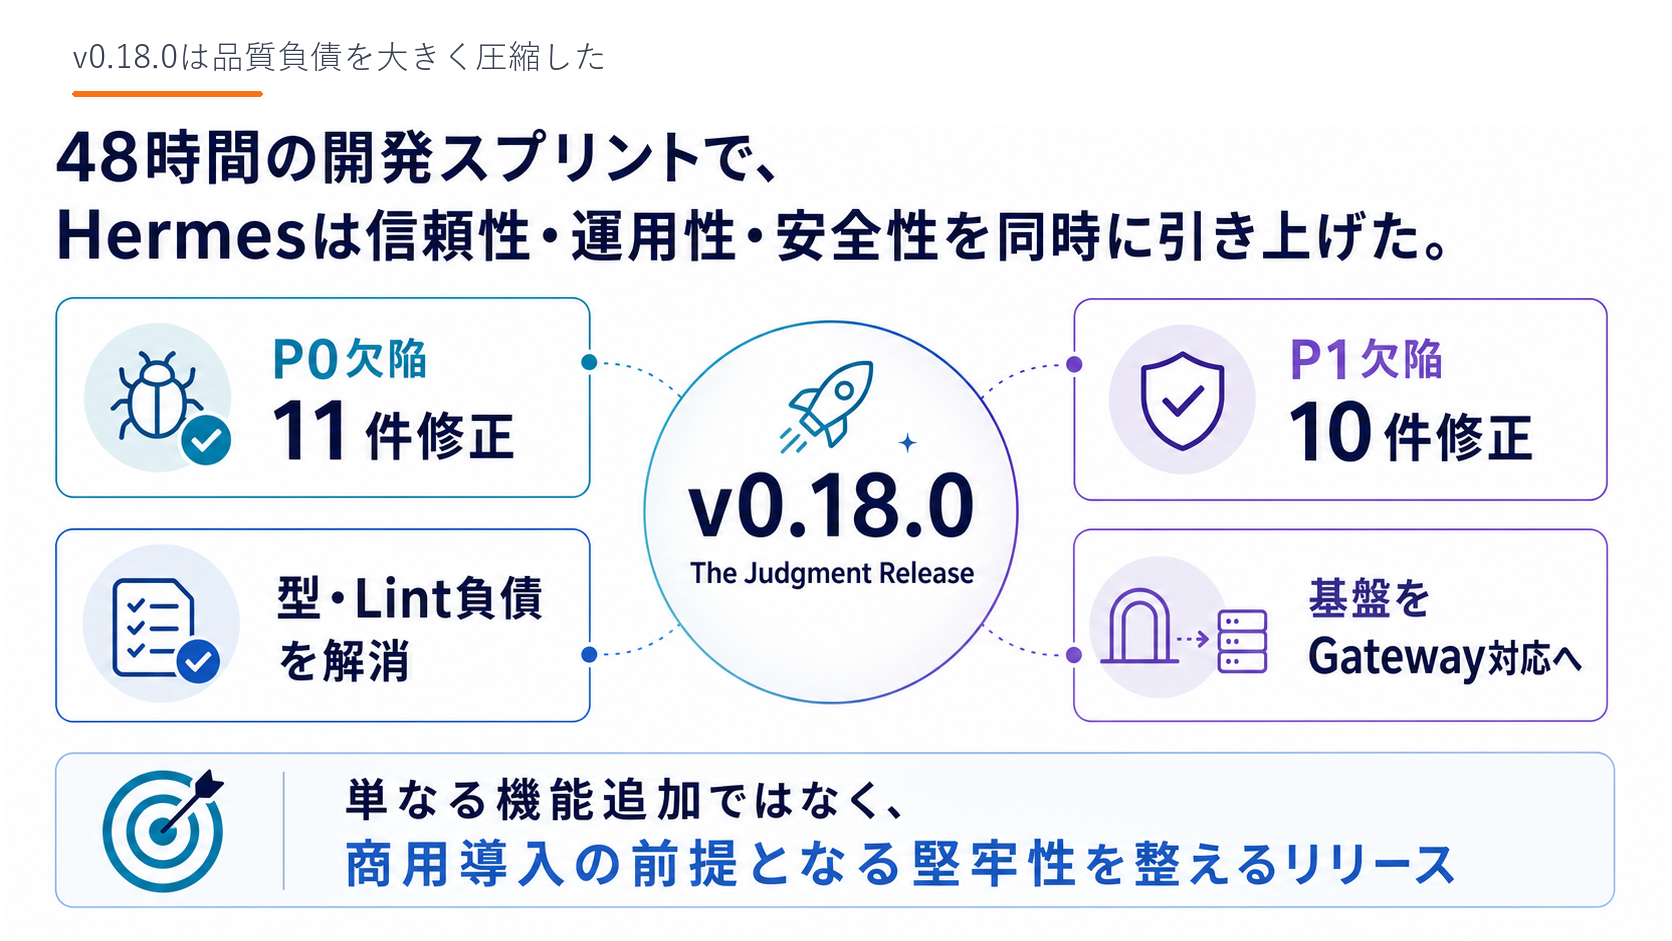 v0.18.0は品質負債を大きく圧縮した
48時間の開発スプリントで、
Hermesは信頼性・運用性・安全性を同時に引き上げた。
P0欠陥
11件修正
型・Lint負債
を解消
v0.18.0
The Judgment Release
P1欠陥
10件修正
基盤を
Gateway対応へ
単なる機能追加ではなく、
商用導入の前提となる堅牢性を整えるリリース